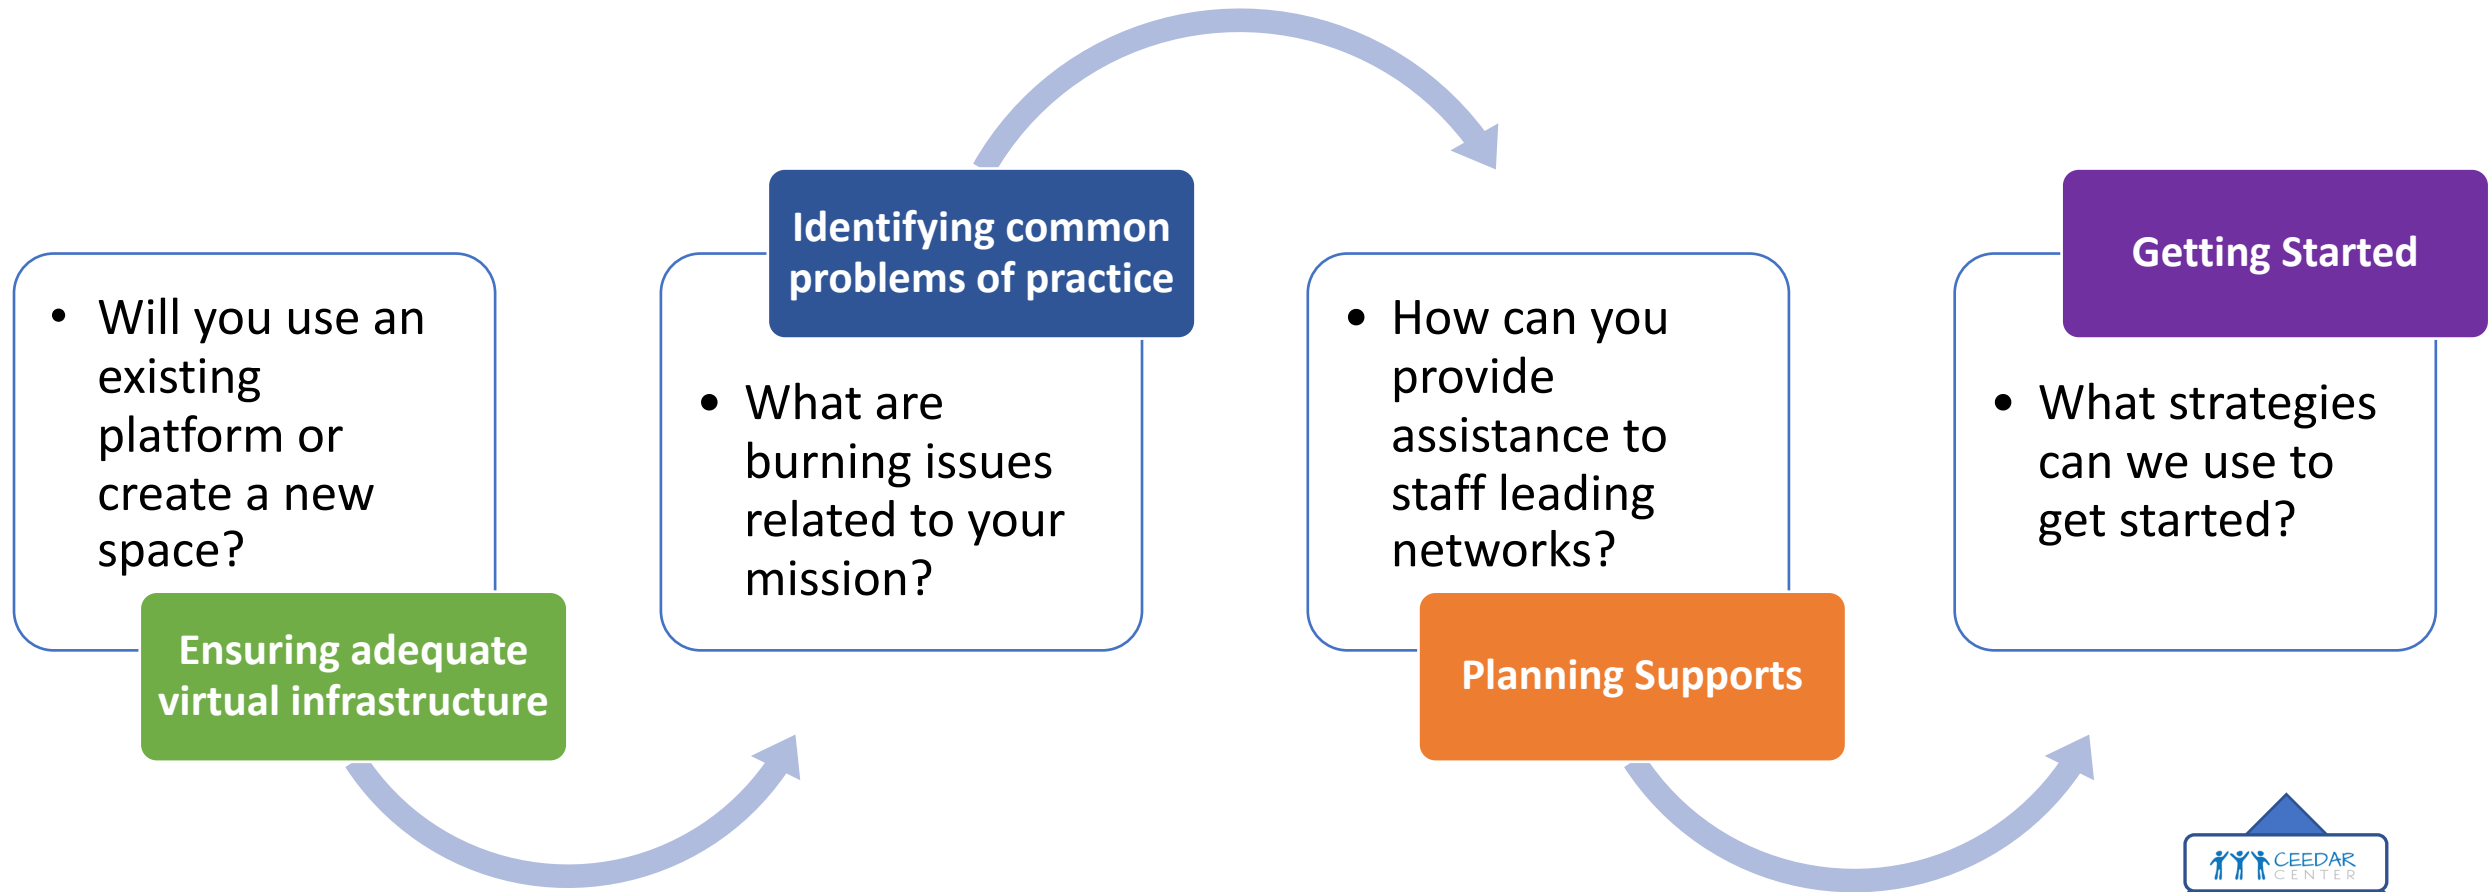 • Will you use an
existing
platform or
create a new
space?
Ensuring adequate
virtual infrastructure
Identifying common
problems of practice
• What are
burning issues
related to your
mission?
• How can you
provide
assistance to
staff leading
networks?
Planning Supports
Getting Started
• What strategies
can we use to
get started?
CEEDAR
CENTER